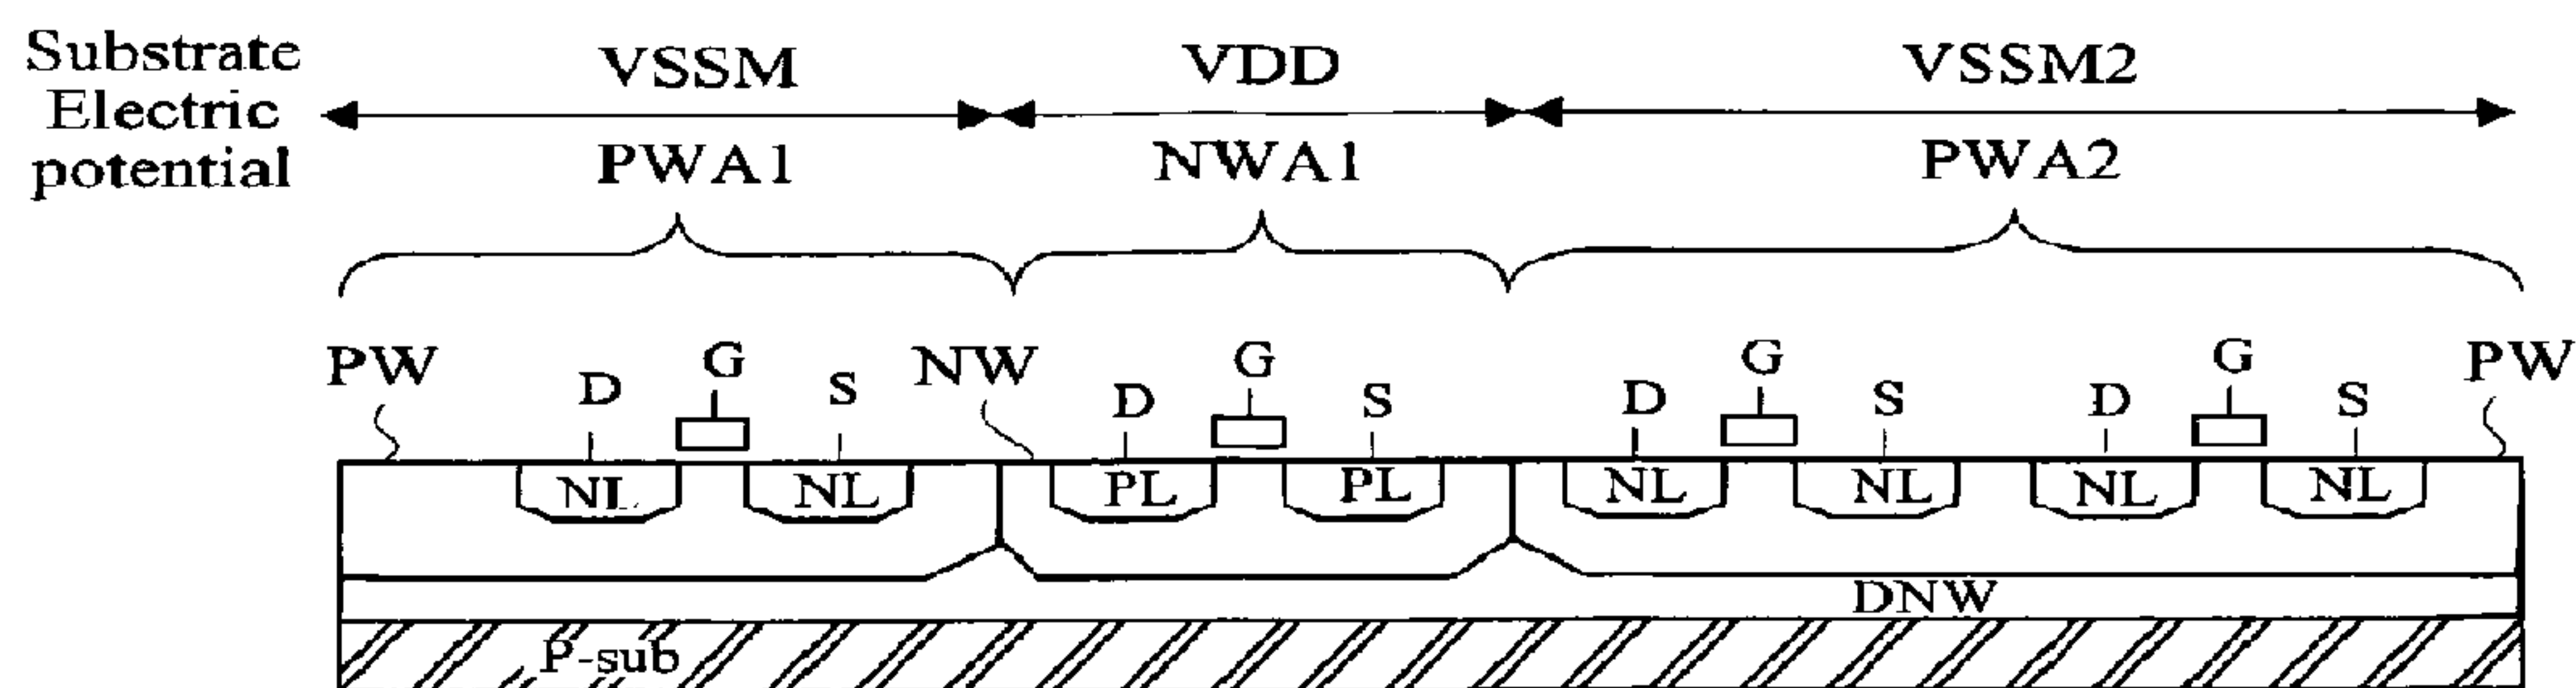 Substrate
Electric
potential
VSSM VDD VSSM2
PWA1 NWA1 PWA2
PW D G S NW D G S D G S D G S PW
NL NL PL PL NL NL NL NL
DNW
P-sub